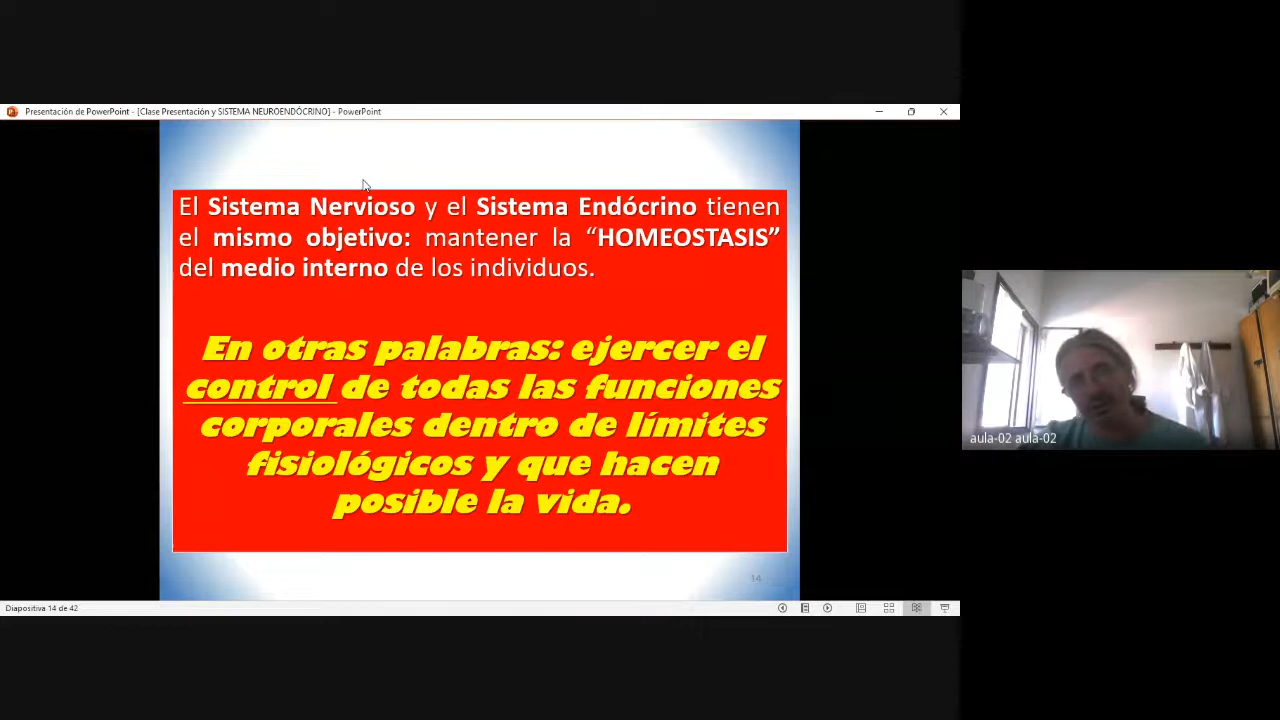 Presentación de PowerPoint - [Clase Presentación y SISTEMA NEUROENDÓCRINO] - PowerPoint
El Sistema Nervioso y el Sistema Endócrino tienen
el mismo objetivo: mantener la “HOMEOSTASIS”
del medio interno de los individuos.
En otras palabras: ejercer el
control de todas las funciones
corporales dentro de límites
fisiológicos y que hacen
posible la vida.
14
Diapositiva 14 de 42
aula-02 aula-02